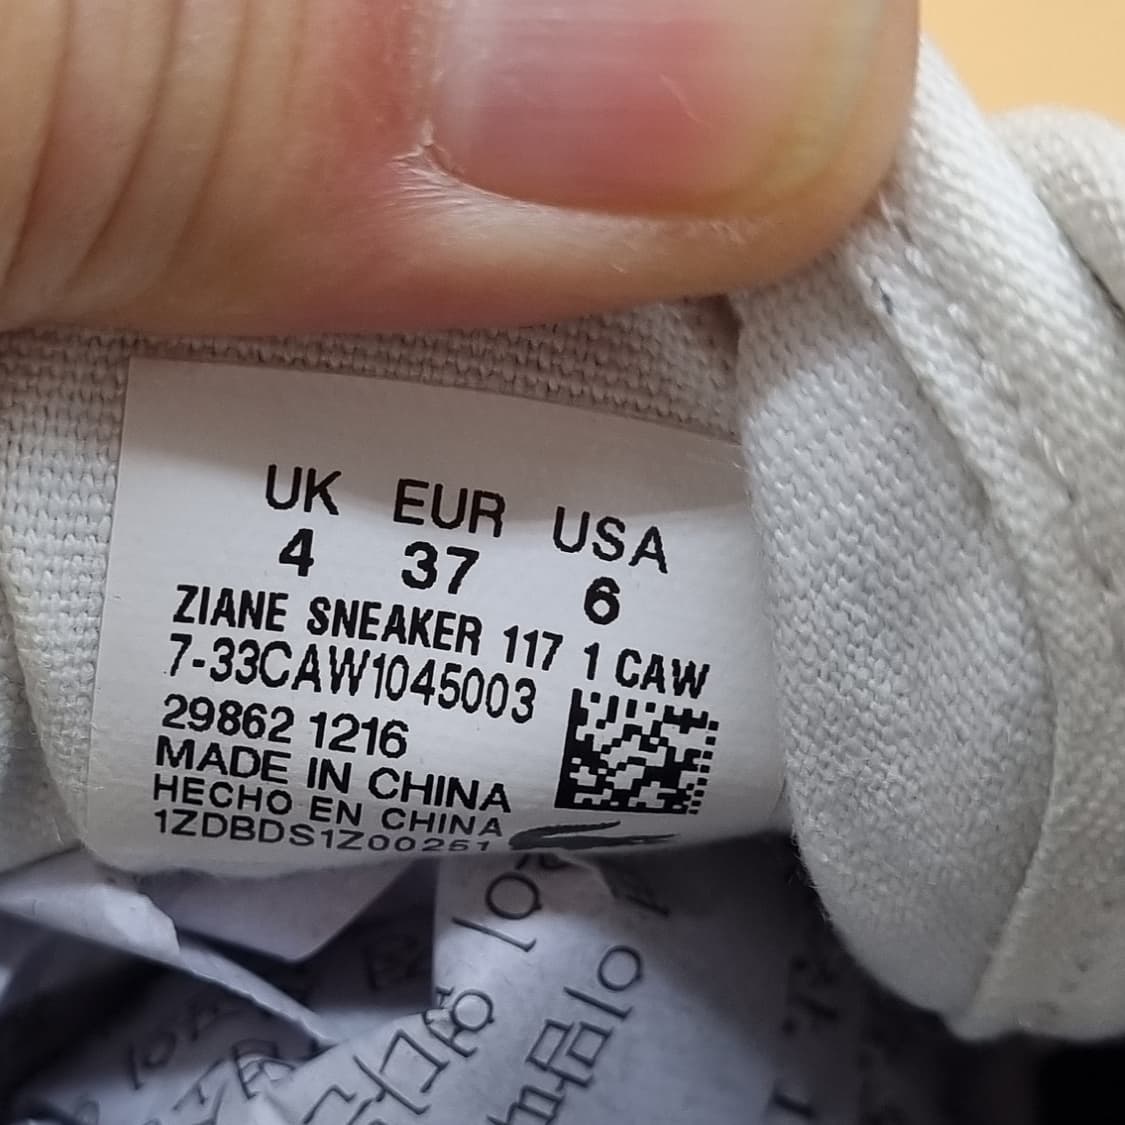 UK EUR USA
4 37 6
ZIANE SNEAKER 117 1 CAW
7-33CAW1045003
29862 1216
MADE IN CHINA
HECHO EN CHINA
1ZDBDS1Z00251